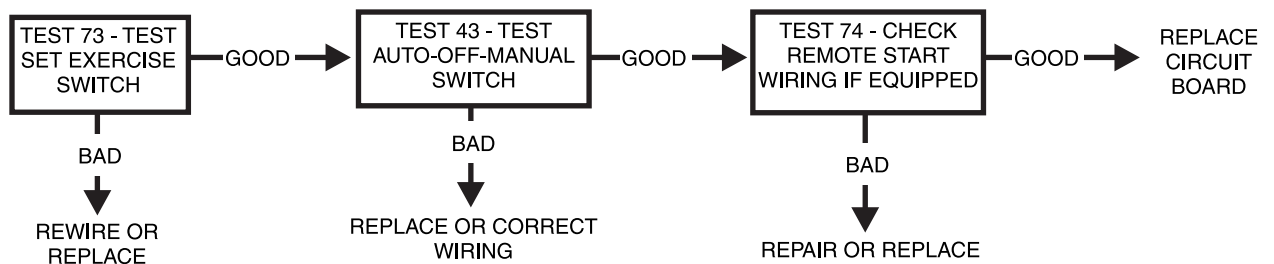 TEST 73 - TEST
SET EXERCISE
SWITCH
GOOD
TEST 43 - TEST
AUTO-OFF-MANUAL
SWITCH
GOOD
TEST 74 - CHECK
REMOTE START
WIRING IF EQUIPPED
GOOD
REPLACE
CIRCUIT
BOARD
BAD
REWIRE OR
REPLACE
BAD
REPLACE OR CORRECT
WIRING
BAD
REPAIR OR REPLACE